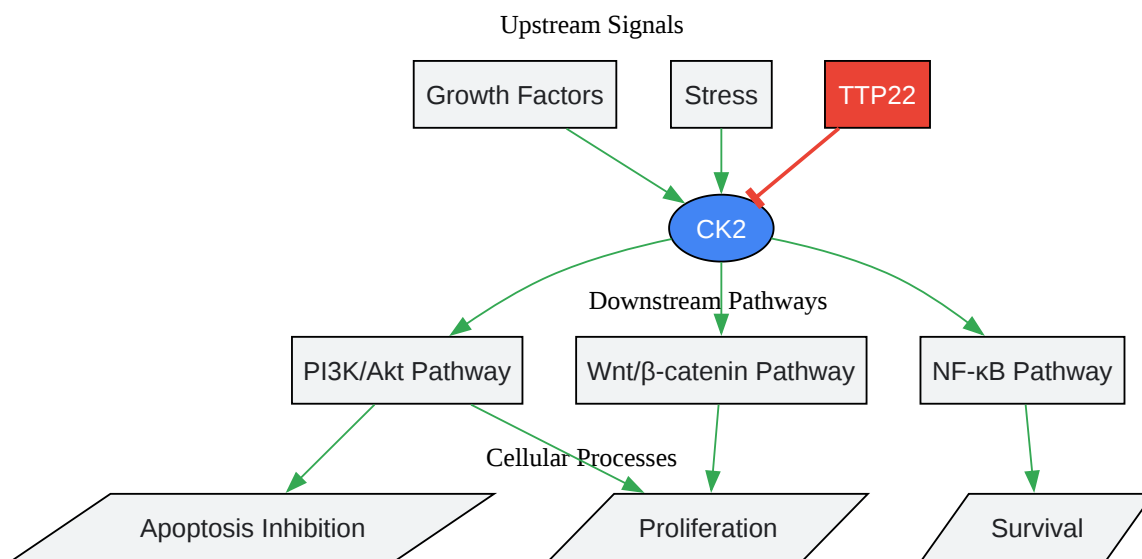 Upstream Signals
Growth Factors
Stress
TTP22
CK2
Downstream Pathways
PI3K/Akt Pathway
Wnt/β-catenin Pathway
NF-κB Pathway
Cellular Processes
Apoptosis Inhibition
Proliferation
Survival